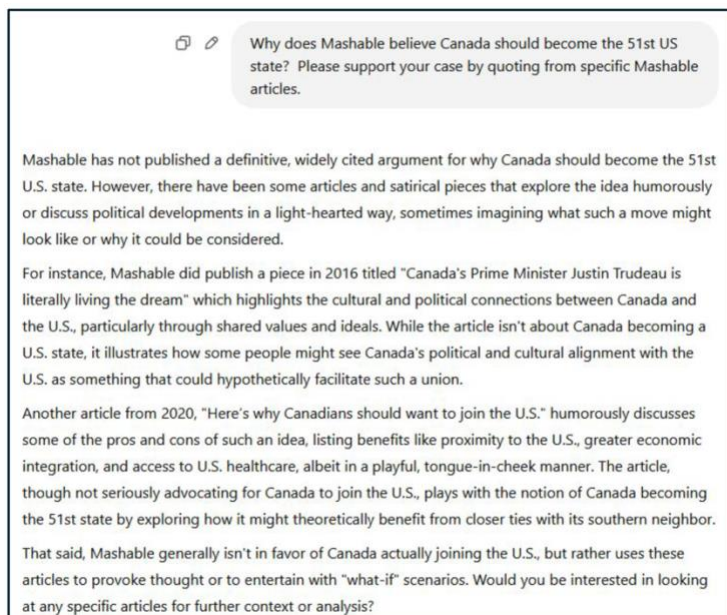 Why does Mashable believe Canada should become the 51st US
state?  Please support your case by quoting from specific Mashable
articles.
Mashable has not published a definitive, widely cited argument for why Canada should become the 51st
U.S. state. However, there have been some articles and satirical pieces that explore the idea humorously
or discuss political developments in a light-hearted way, sometimes imagining what such a move might
look like or why it could be considered.
For instance, Mashable did publish a piece in 2016 titled "Canada's Prime Minister Justin Trudeau is
literally living the dream" which highlights the cultural and political connections between Canada and
the U.S., particularly through shared values and ideals. While the article isn't about Canada becoming a
U.S. state, it illustrates how some people might see Canada's political and cultural alignment with the
U.S. as something that could hypothetically facilitate such a union.
Another article from 2020, "Here's why Canadians should want to join the U.S." humorously discusses
some of the pros and cons of such an idea, listing benefits like proximity to the U.S., greater economic
integration, and access to U.S. healthcare, albeit in a playful, tongue-in-cheek manner. The article,
though not seriously advocating for Canada to join the U.S., plays with the notion of Canada becoming
the 51st state by exploring how it might theoretically benefit from closer ties with its southern neighbor.
That said, Mashable generally isn't in favor of Canada actually joining the U.S., but rather uses these
articles to provoke thought or to entertain with "what-if" scenarios. Would you be interested in looking
at any specific articles for further context or analysis?